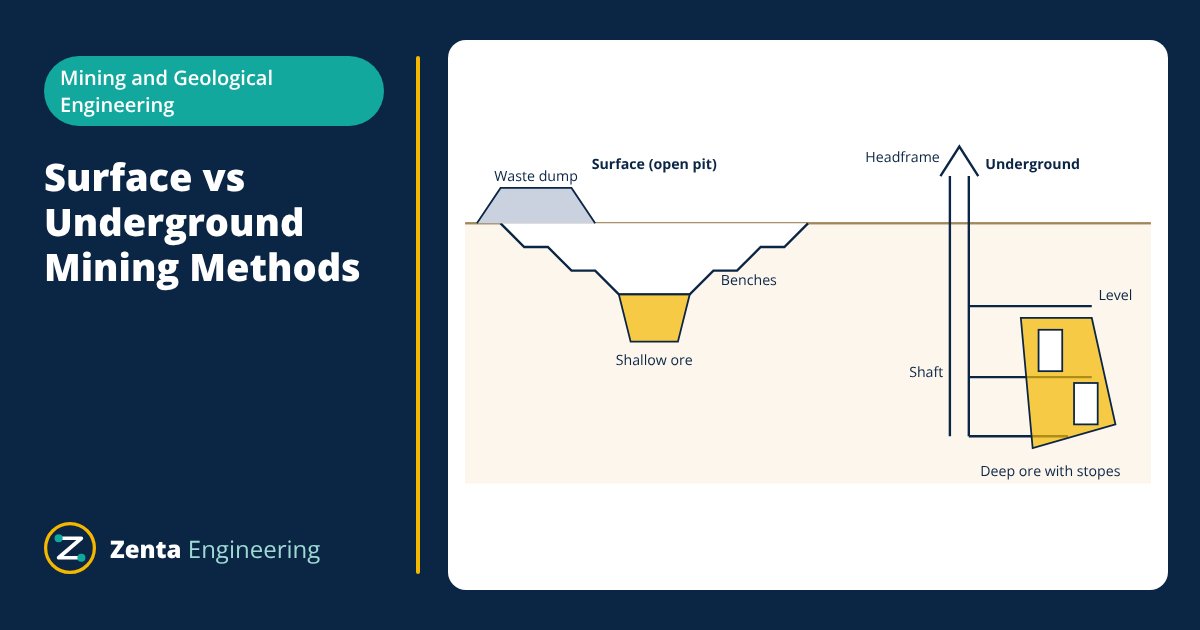 Mining and Geological
Engineering
Surface vs
Underground
Mining Methods
Zenta Engineering
Surface (open pit)
Waste dump
Benches
Shallow ore
Headframe
Underground
Level
Shaft
Deep ore with stopes